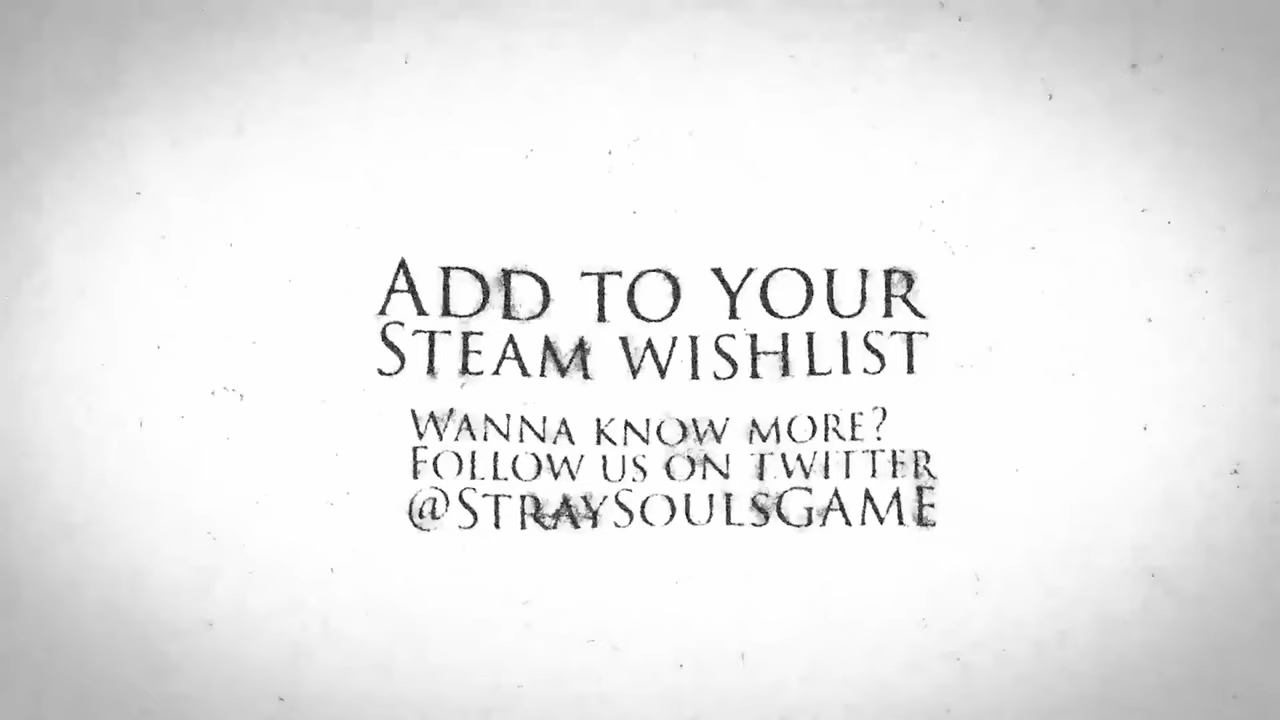 Add to your
Steam wishlist
Wanna know more?
Follow us on twitter
@StraySoulsGame